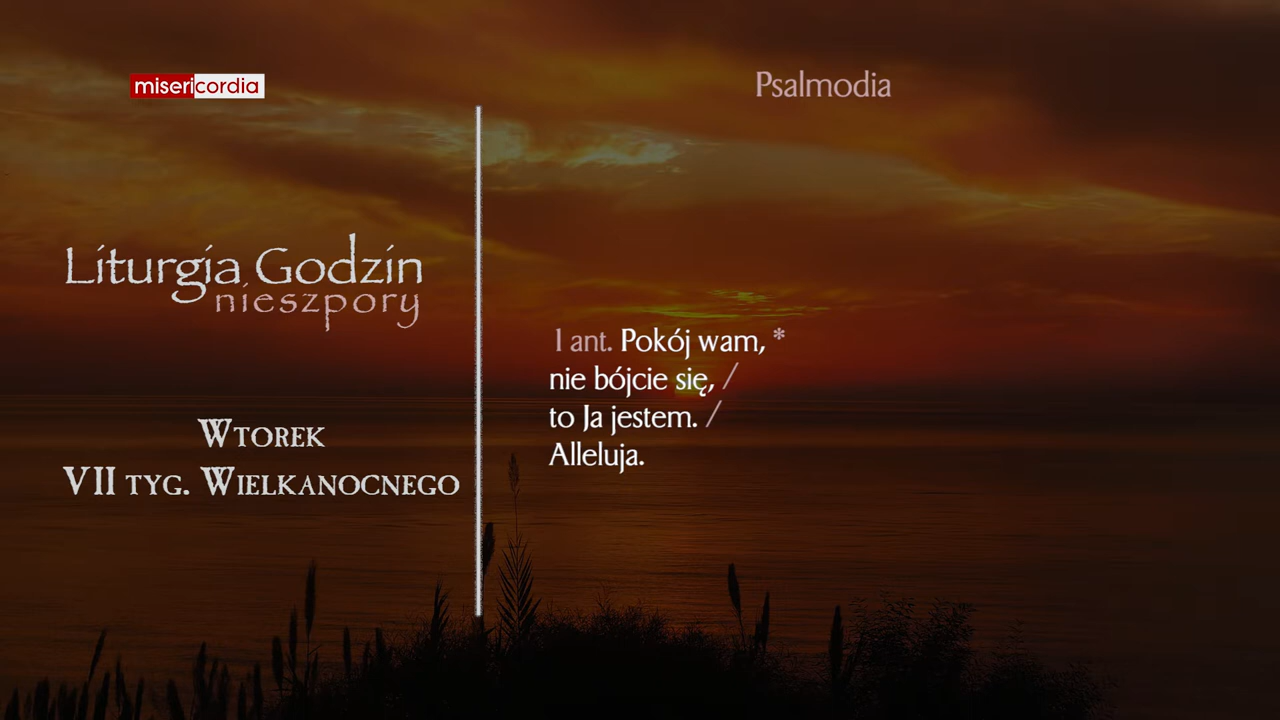 misericordia
Psalmodia
Liturgia Godzin
nieszpory
Wtorek
VII tyg. Wielkanocnego
1 ant. Pokój wam, *
nie bójcie się, /
to Ja jestem. /
Alleluja.